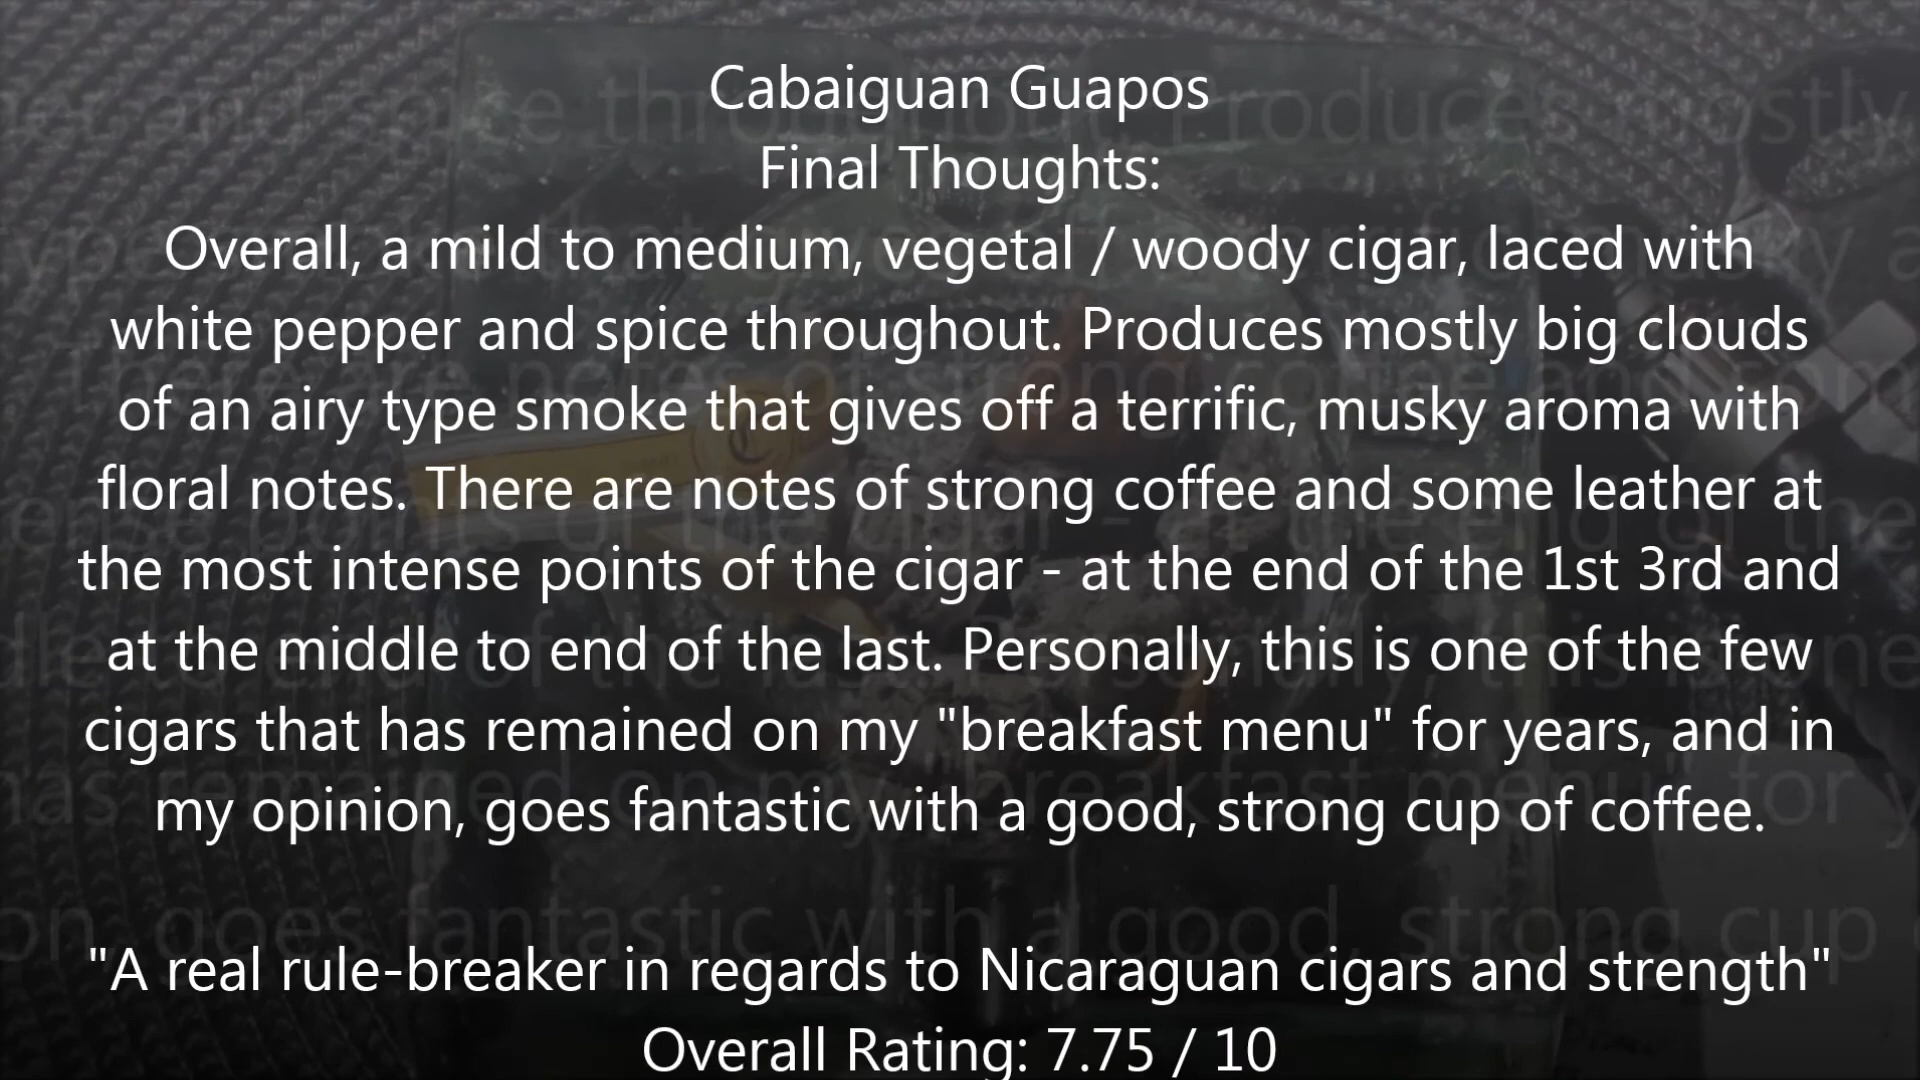 Cabaiguan Guapos
Final Thoughts:
Overall, a mild to medium, vegetal / woody cigar, laced with
white pepper and spice throughout. Produces mostly big clouds
of an airy type smoke that gives off a terrific, musky aroma with
floral notes. There are notes of strong coffee and some leather at
the most intense points of the cigar - at the end of the 1st 3rd and
at the middle to end of the last. Personally, this is one of the few
cigars that has remained on my "breakfast menu" for years, and in
my opinion, goes fantastic with a good, strong cup of coffee.
"A real rule-breaker in regards to Nicaraguan cigars and strength"
Overall Rating: 7.75 / 10